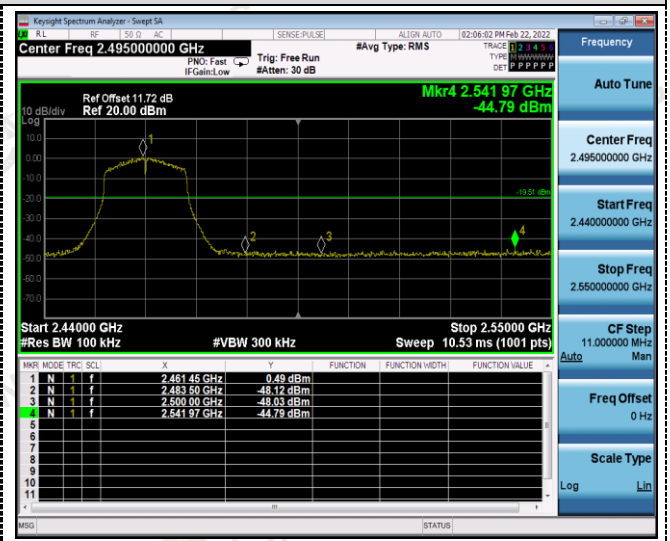 Keysight Spectrum Analyzer - Swept SA
RL RF 50 Ω AC SENSE:PULSE ALIGN AUTO 02:06:02 PM Feb 22, 2022
Center Freq 2.495000000 GHz #Avg Type: RMS TRACE 1 2 3 4 5 6
PNO: Fast Trig: Free Run TYPE M WWWWW
IFGain:Low #Atten: 30 dB DET P P P P P P
Frequency
Auto Tune
Center Freq
2.495000000 GHz
Start Freq
2.440000000 GHz
Stop Freq
2.550000000 GHz
CF Step
11.000000 MHz
Auto Man
Freq Offset
0 Hz
Scale Type
Log Lin
Mkr4 2.541 97 GHz
-44.79 dBm
Ref Offset 11.72 dB
10 dB/div Ref 20.00 dBm
Log
10.0
0.00
-10.0
-20.0
-30.0
-40.0
-50.0
-60.0
-70.0
1
2
3
4
-19.51 dBm
Start 2.44000 GHz Stop 2.55000 GHz
#Res BW 100 kHz #VBW 300 kHz Sweep 10.53 ms (1001 pts)
MKR MODE TRC SCL X Y FUNCTION FUNCTION WIDTH FUNCTION VALUE
1 N 1 f 2.461 45 GHz 0.49 dBm
2 N 1 f 2.483 50 GHz -48.12 dBm
3 N 1 f 2.500 00 GHz -48.03 dBm
4 N 1 f 2.541 97 GHz -44.79 dBm
5
6
7
8
9
10
11
MSG STATUS